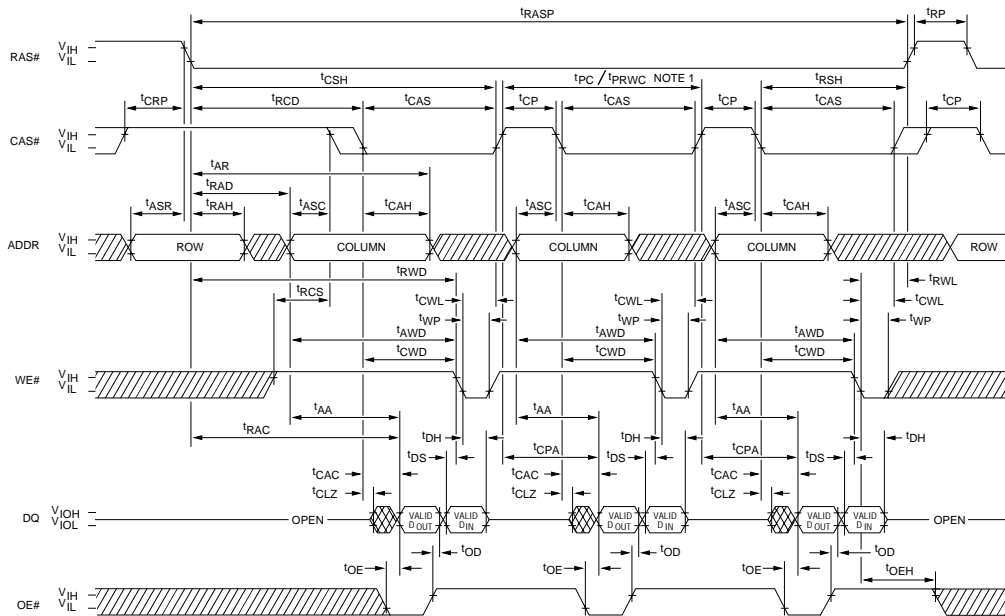 tRASP tRP
RAS# VIH
VIL
tCSH tPC / tPRWC NOTE 1 tRSH
tCRP tRCD tCAS tCP tCAS tCP tCAS tCP
CAS# VIH
VIL
tAR
tRAD
tASR tRAH tASC tCAH tASC tCAH tASC tCAH
ADDR VIH
VIL
ROW COLUMN COLUMN COLUMN ROW
tRWD tRWL
tRCS tCWL tCWL tCWL
tWP tWP tWP
tAWD tAWD tAWD
tCWD tCWD tCWD
WE# VIH
VIL
tAA tAA tAA
tRAC tDH tDH tDH
tDS tCPA tDS tCPA tDS
tCAC tCAC tCAC
tCLZ tCLZ tCLZ
DQ VIOH
VIOL
OPEN VALID DOUT VALID DIN VALID DOUT VALID DIN VALID DOUT VALID DIN OPEN
tOD tOD tOD
tOE tOE tOE tOEH
OE# VIH
VIL